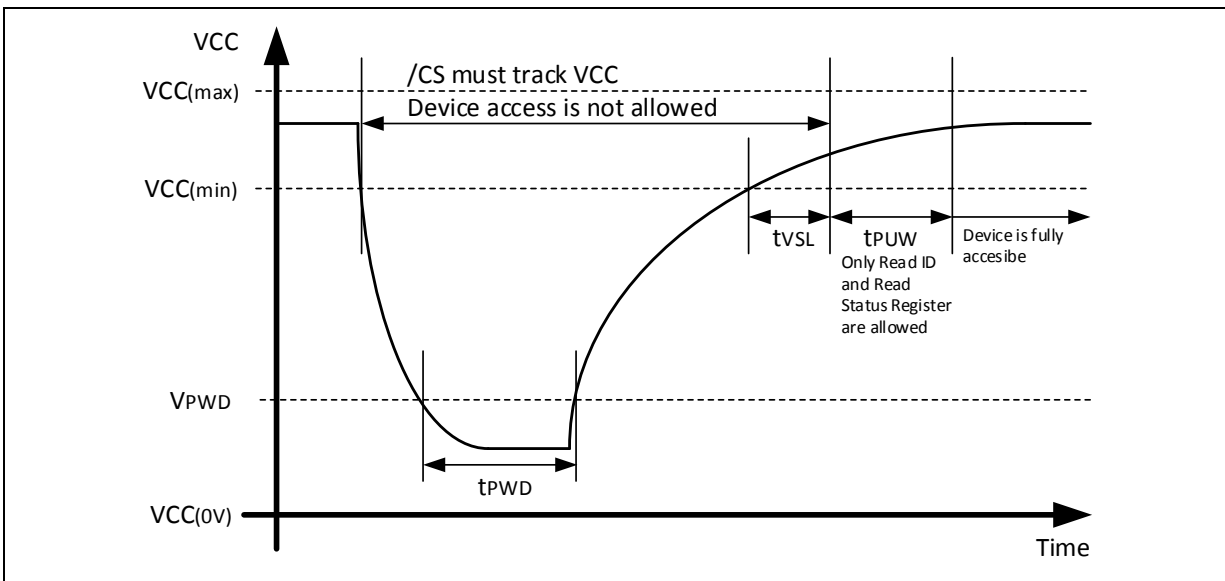 VCC
/CS must track VCC
VCC(max)
Device access is not allowed
VCC(min)
tVSL
tPUW
Device is fully
accesibe
Only Read ID
and Read
Status Register
are allowed
VPWD
tPWD
VCC(0V)
Time